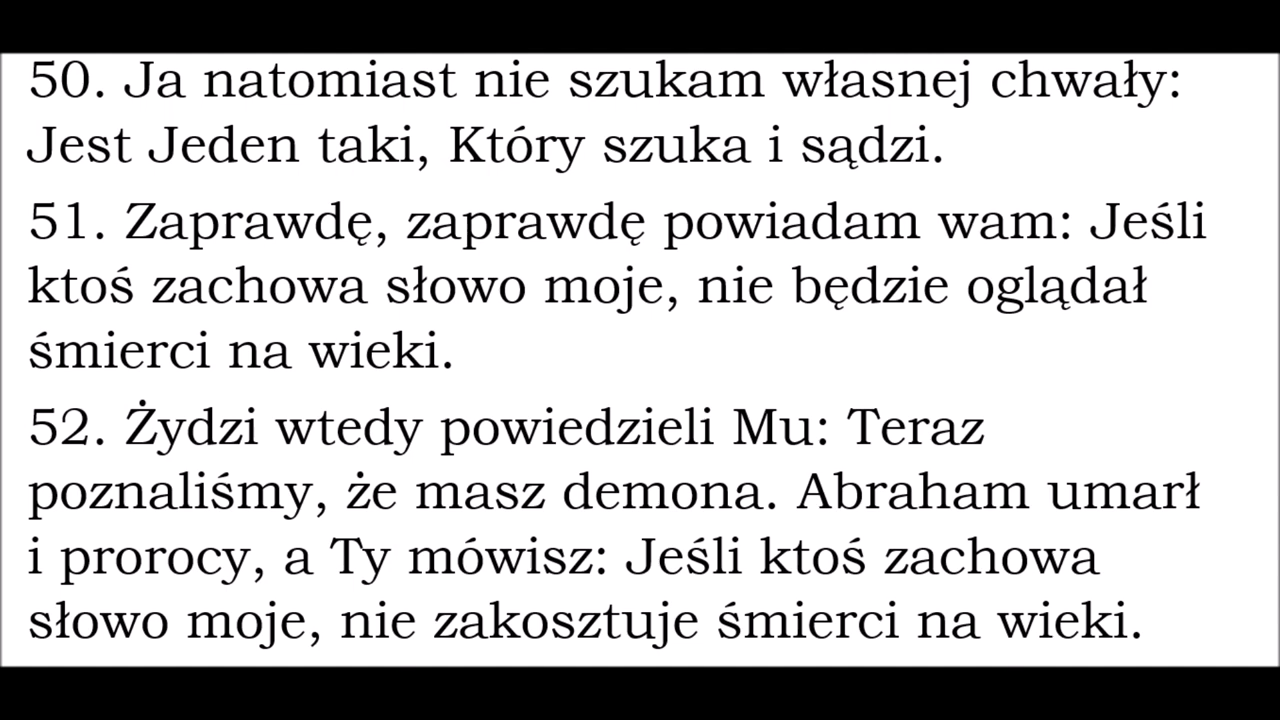 50. Ja natomiast nie szukam własnej chwały:
Jest Jeden taki, Który szuka i sądzi.
51. Zaprawdę, zaprawdę powiadam wam: Jeśli
ktoś zachowa słowo moje, nie będzie oglądał
śmierci na wieki.
52. Żydzi wtedy powiedzieli Mu: Teraz
poznaliśmy, że masz demona. Abraham umarł
i prorocy, a Ty mówisz: Jeśli ktoś zachowa
słowo moje, nie zakosztuje śmierci na wieki.